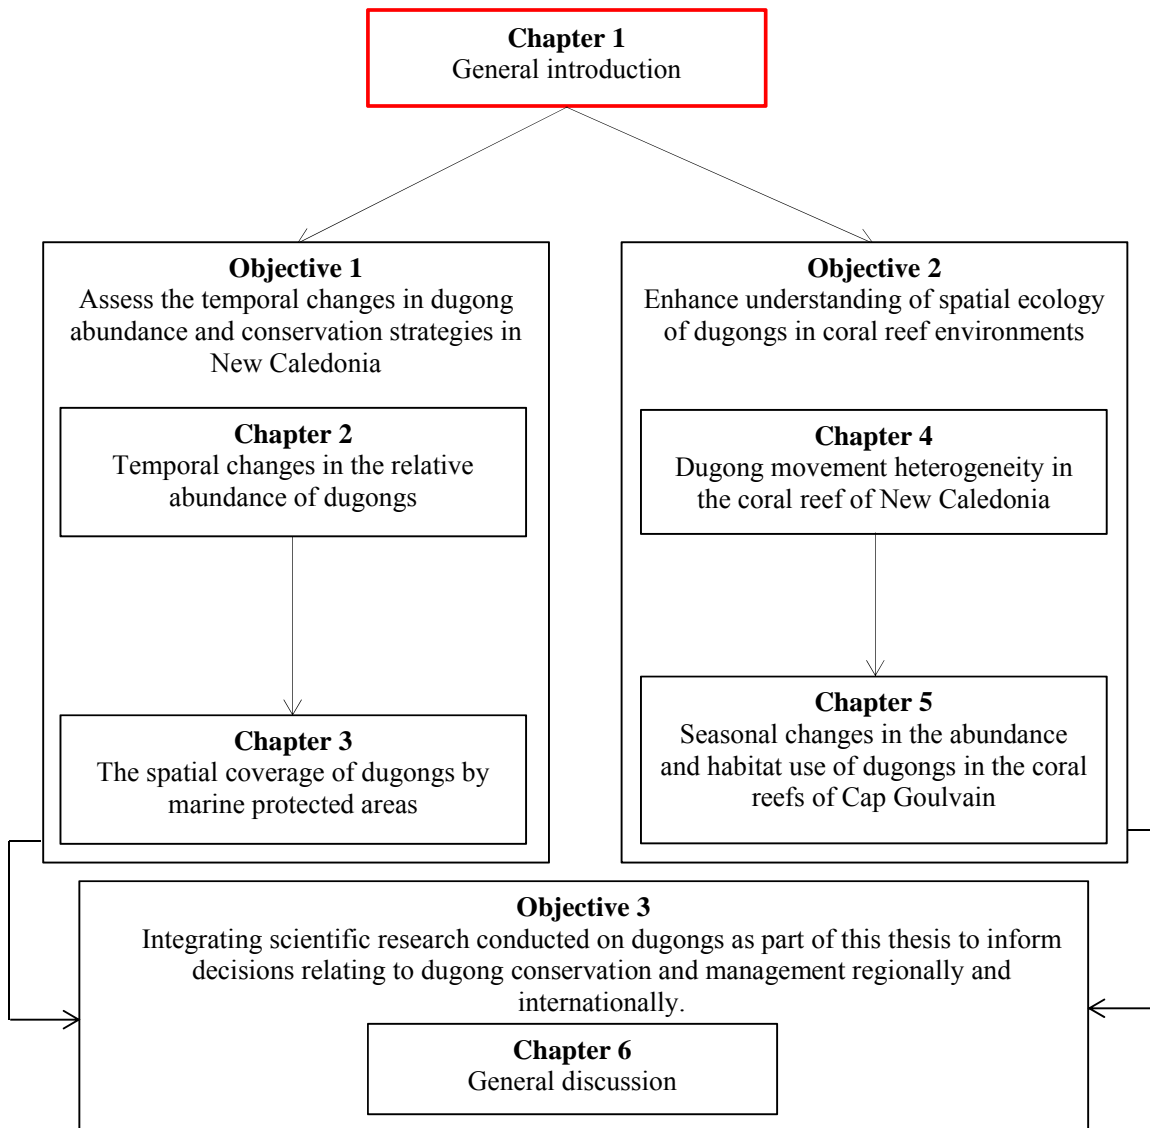 Chapter 1
General introduction
Objective 1
Assess the temporal changes in dugong
abundance and conservation strategies in
New Caledonia
Chapter 2
Temporal changes in the relative
abundance of dugongs
Chapter 3
The spatial coverage of dugongs by
marine protected areas
Objective 2
Enhance understanding of spatial ecology
of dugongs in coral reef environments
Chapter 4
Dugong movement heterogeneity in
the coral reef of New Caledonia
Chapter 5
Seasonal changes in the abundance
and habitat use of dugongs in the coral
reefs of Cap Goulvain
Objective 3
Integrating scientific research conducted on dugongs as part of this thesis to inform
decisions relating to dugong conservation and management regionally and
internationally.
Chapter 6
General discussion